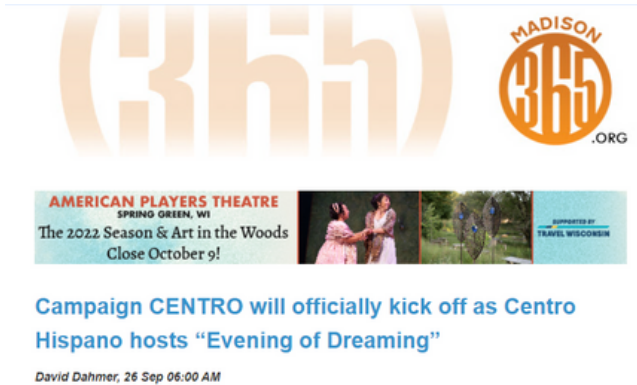 (365)
MADISON
365
.ORG
AMERICAN PLAYERS THEATRE
SPRING GREEN, WI
The 2022 Season & Art in the Woods
Close October 9!
SUPPORTED BY
TRAVEL WISCONSIN
Campaign CENTRO will officially kick off as Centro
Hispano hosts “Evening of Dreaming”
David Dahmer, 26 Sep 06:00 AM